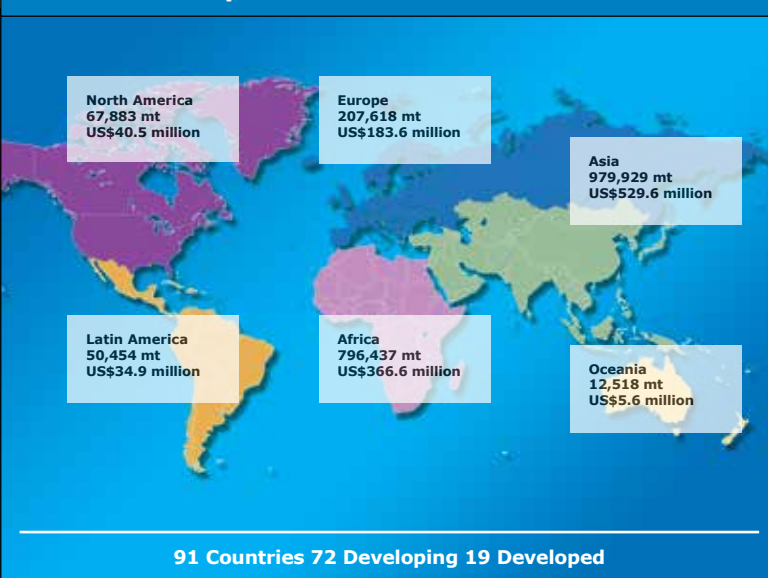 North America
67,883 mt
US$40.5 million
Europe
207,618 mt
US$183.6 million
Asia
979,929 mt
US$529.6 million
Latin America
50,454 mt
US$34.9 million
Africa
796,437 mt
US$366.6 million
Oceania
12,518 mt
US$5.6 million
91 Countries 72 Developing 19 Developed